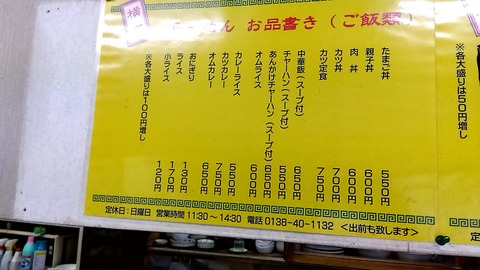 横
ん お品書き (ご飯類)
たまご丼 550円
親子丼 600円
肉丼 600円
カツ丼 700円
カツ定食 750円
中華飯(スープ付) 650円
チャーハン(スープ付) 550円
あんかけチャーハン(スープ付) 650円
オムライス 600円
カレーライス 550円
カツカレー 750円
オムカレー 650円
おにぎり 130円
ライス 170円
小ライス 120円
※各大盛りは100円増し
定休日:日曜日 営業時間 11:30~14:30 電話 0138-40-1132 <出前も致します>
※各大盛りは50円増し
定